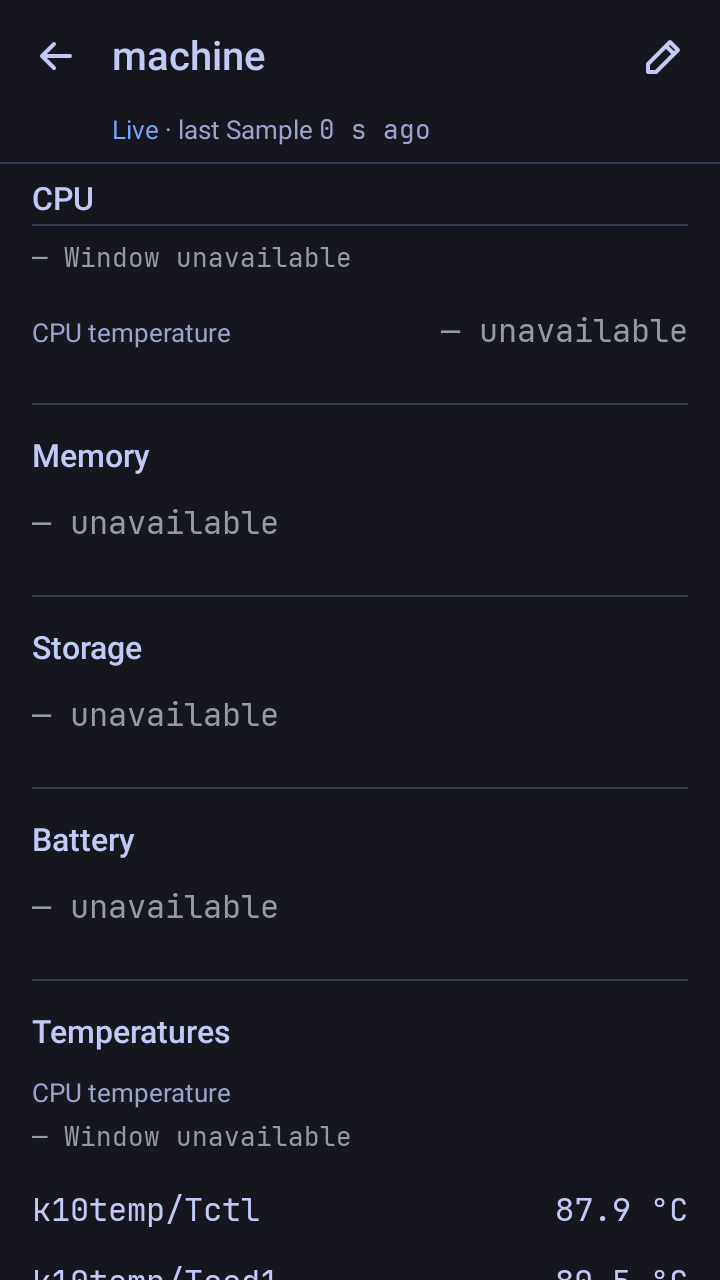 machine
Live · last Sample 0 s ago
CPU
— Window unavailable
CPU temperature — unavailable
Memory
— unavailable
Storage
— unavailable
Battery
— unavailable
Temperatures
CPU temperature
— Window unavailable
k10temp/Tctl 87.9 °C